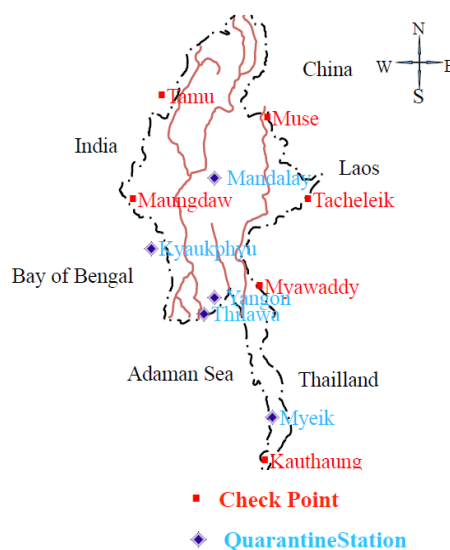 N
China
W
E
S
Tamu
Muse
India
Laos
Mandalay
Maungdaw
Tacheleik
Kyaukphyu
Bay of Bengal
Myawaddy
Yangon
Thilawa
Adaman Sea
Thailland
Myeik
Kauthaung
Check Point
QuarantineStation